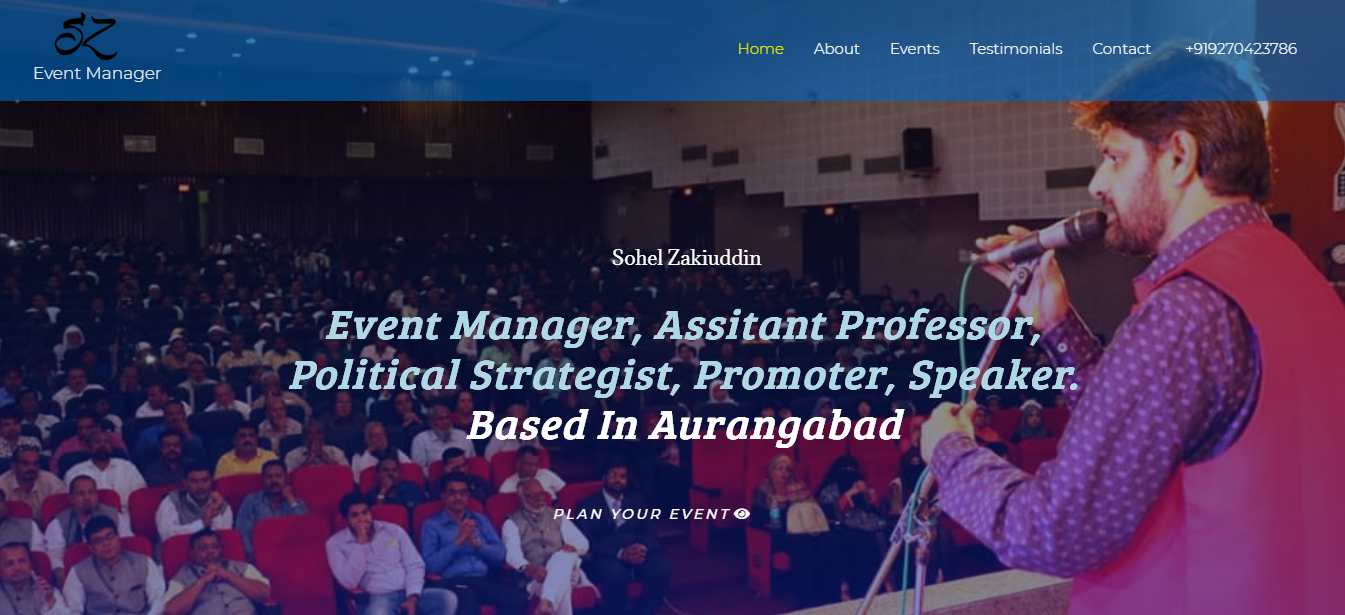 SZ
Event Manager
Home About Events Testimonials Contact +919270423786
Sohel Zakiuddin
Event Manager, Assitant Professor,
Political Strategist, Promoter, Speaker.
Based In Aurangabad
PLAN YOUR EVENT